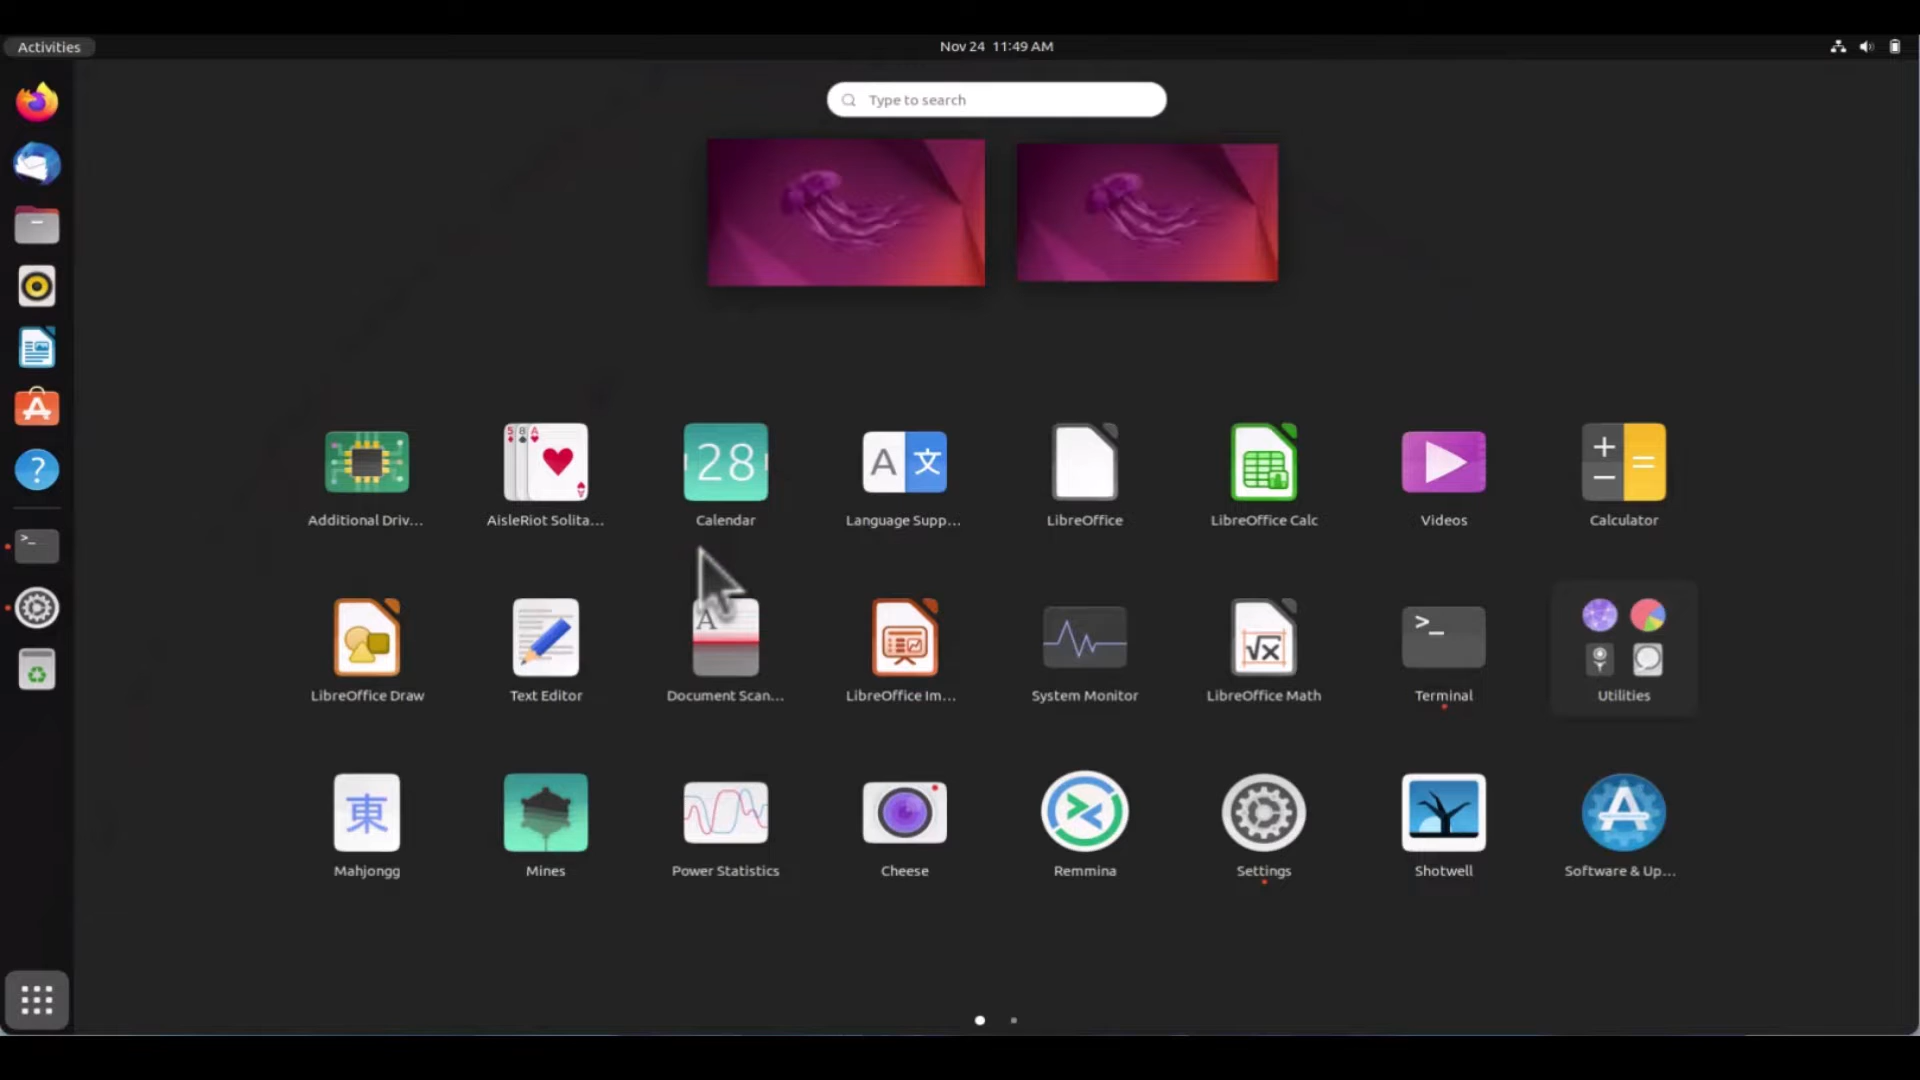 Activities
Nov 24 11:49 AM
Type to search
Additional Driv...
AisleRiot Solita...
28
Calendar
A 文
Language Supp...
LibreOffice
LibreOffice Calc
Videos
Calculator
LibreOffice Draw
Text Editor
A
Document Scan...
LibreOffice Im...
System Monitor
√x
LibreOffice Math
>_
Terminal
Utilities
東
Mahjongg
Mines
Power Statistics
Cheese
Remmina
Settings
Shotwell
Software & Up...